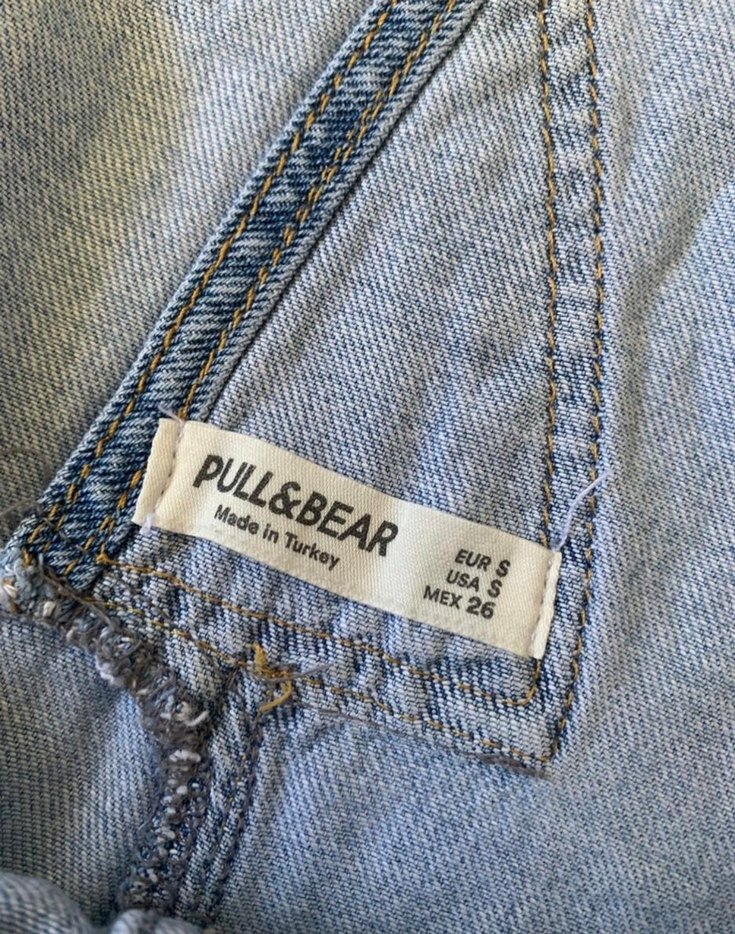 PULL&BEAR
Made in Turkey
EUR S
USA S
MEX 26